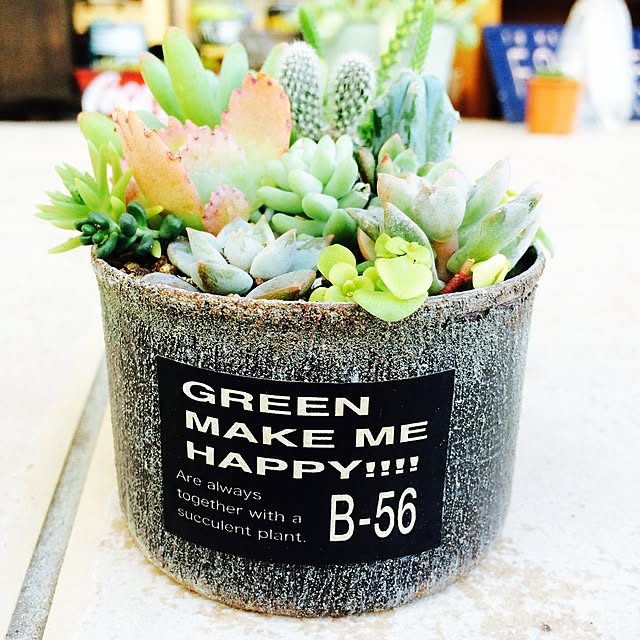 GREEN
MAKE ME
HAPPY!!!!
Are always
together with a
succulent plant.
B-56